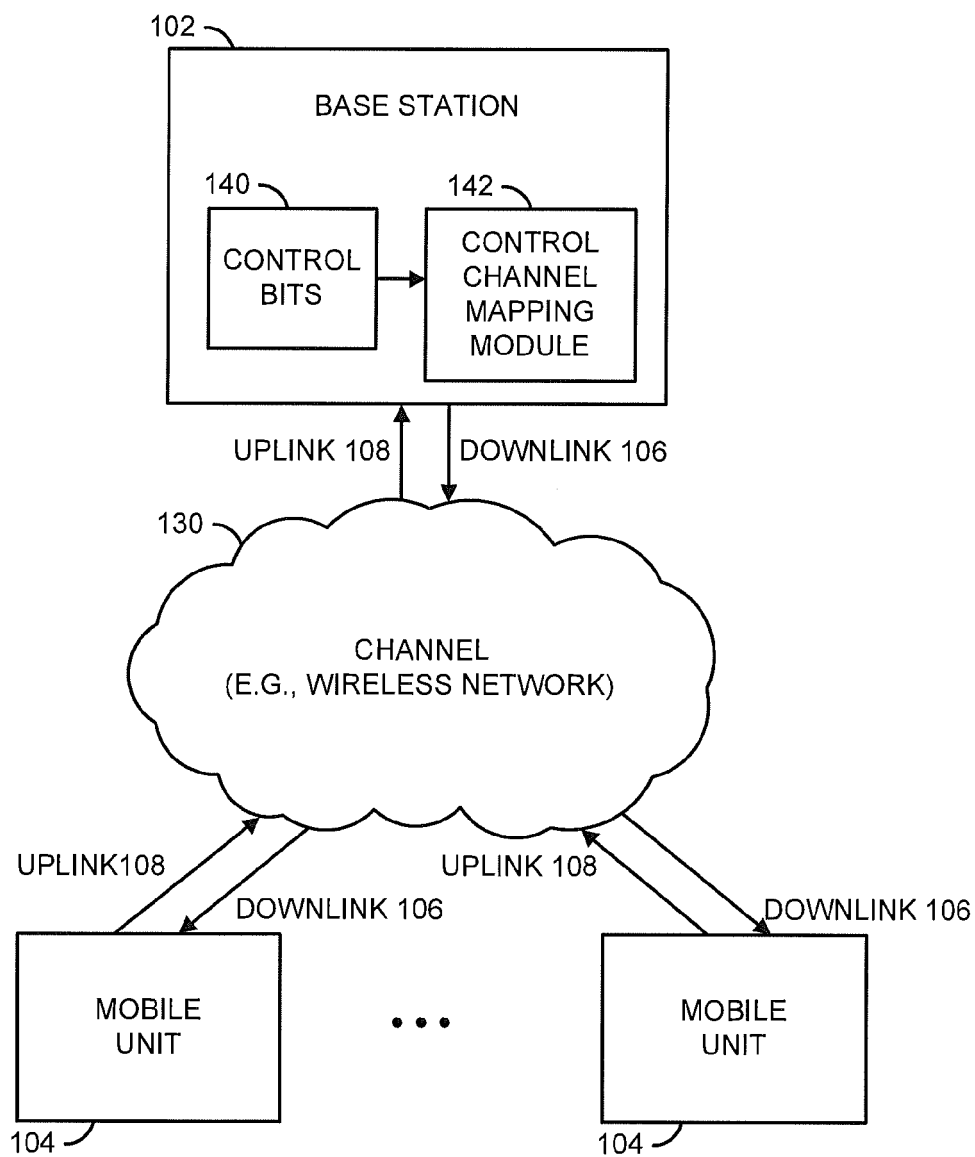 102
BASE STATION
140
142
CONTROL
BITS
CONTROL
CHANNEL
MAPPING
MODULE
UPLINK 108
DOWNLINK 106
130
CHANNEL
(E.G., WIRELESS NETWORK)
UPLINK108
DOWNLINK 106
UPLINK 108
DOWNLINK 106
MOBILE
UNIT
MOBILE
UNIT
104
104